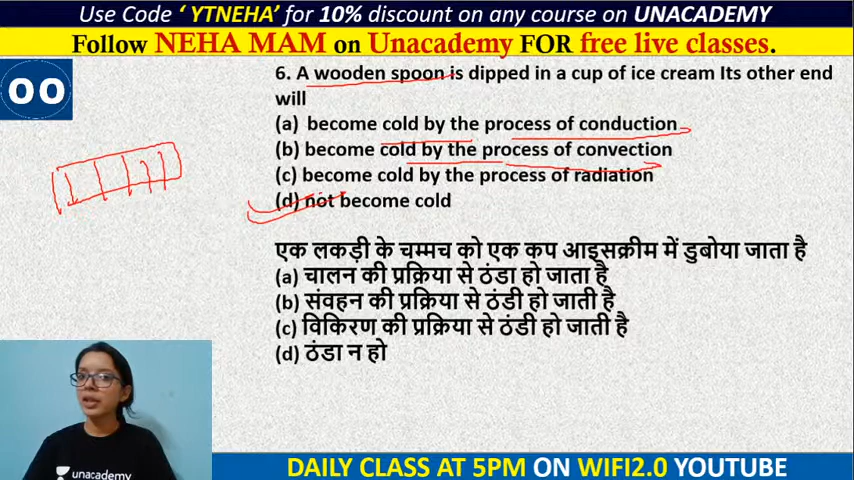 Use Code ‘ YTNEHA’ for 10% discount on any course on UNACADEMY
Follow NEHA MAM on Unacademy FOR free live classes.
00
6. A wooden spoon is dipped in a cup of ice cream Its other end
will
(a) become cold by the process of conduction
(b) become cold by the process of convection
(c) become cold by the process of radiation
(d) not become cold
एक लकड़ी के चम्मच को एक कप आइसक्रीम में डुबोया जाता है
(a) चालन की प्रक्रिया से ठंडा हो जाता है
(b) संवहन की प्रक्रिया से ठंडी हो जाती है
(c) विकिरण की प्रक्रिया से ठंडी हो जाती है
(d) ठंडा न हो
unacademy
DAILY CLASS AT 5PM ON WIFI2.0 YOUTUBE